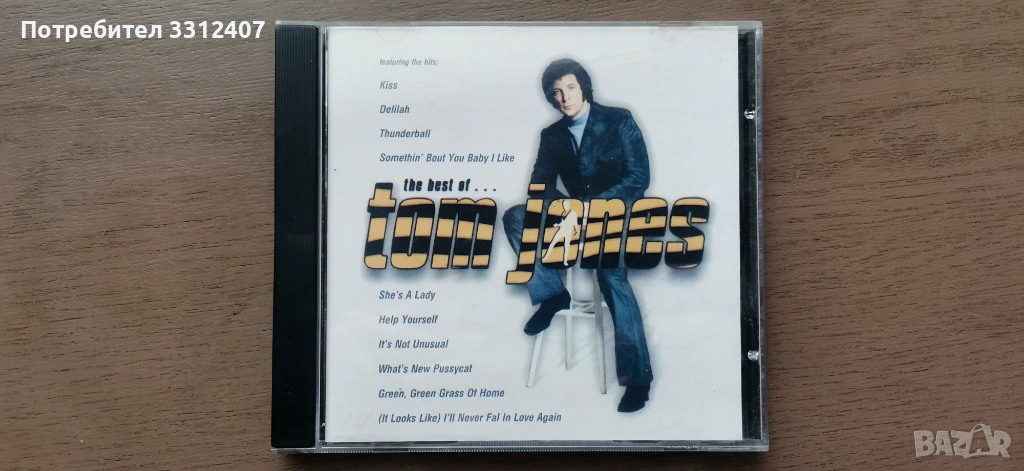 Потребител 3312407
featuring the hits:
Kiss
Delilah
Thunderball
Somethin' Bout You Baby I Like
the best of...
tom jones
She's A Lady
Help Yourself
It's Not Unusual
What's New Pussycat
Green, Green Grass Of Home
(It Looks Like) I'll Never Fal In Love Again
BAZAR